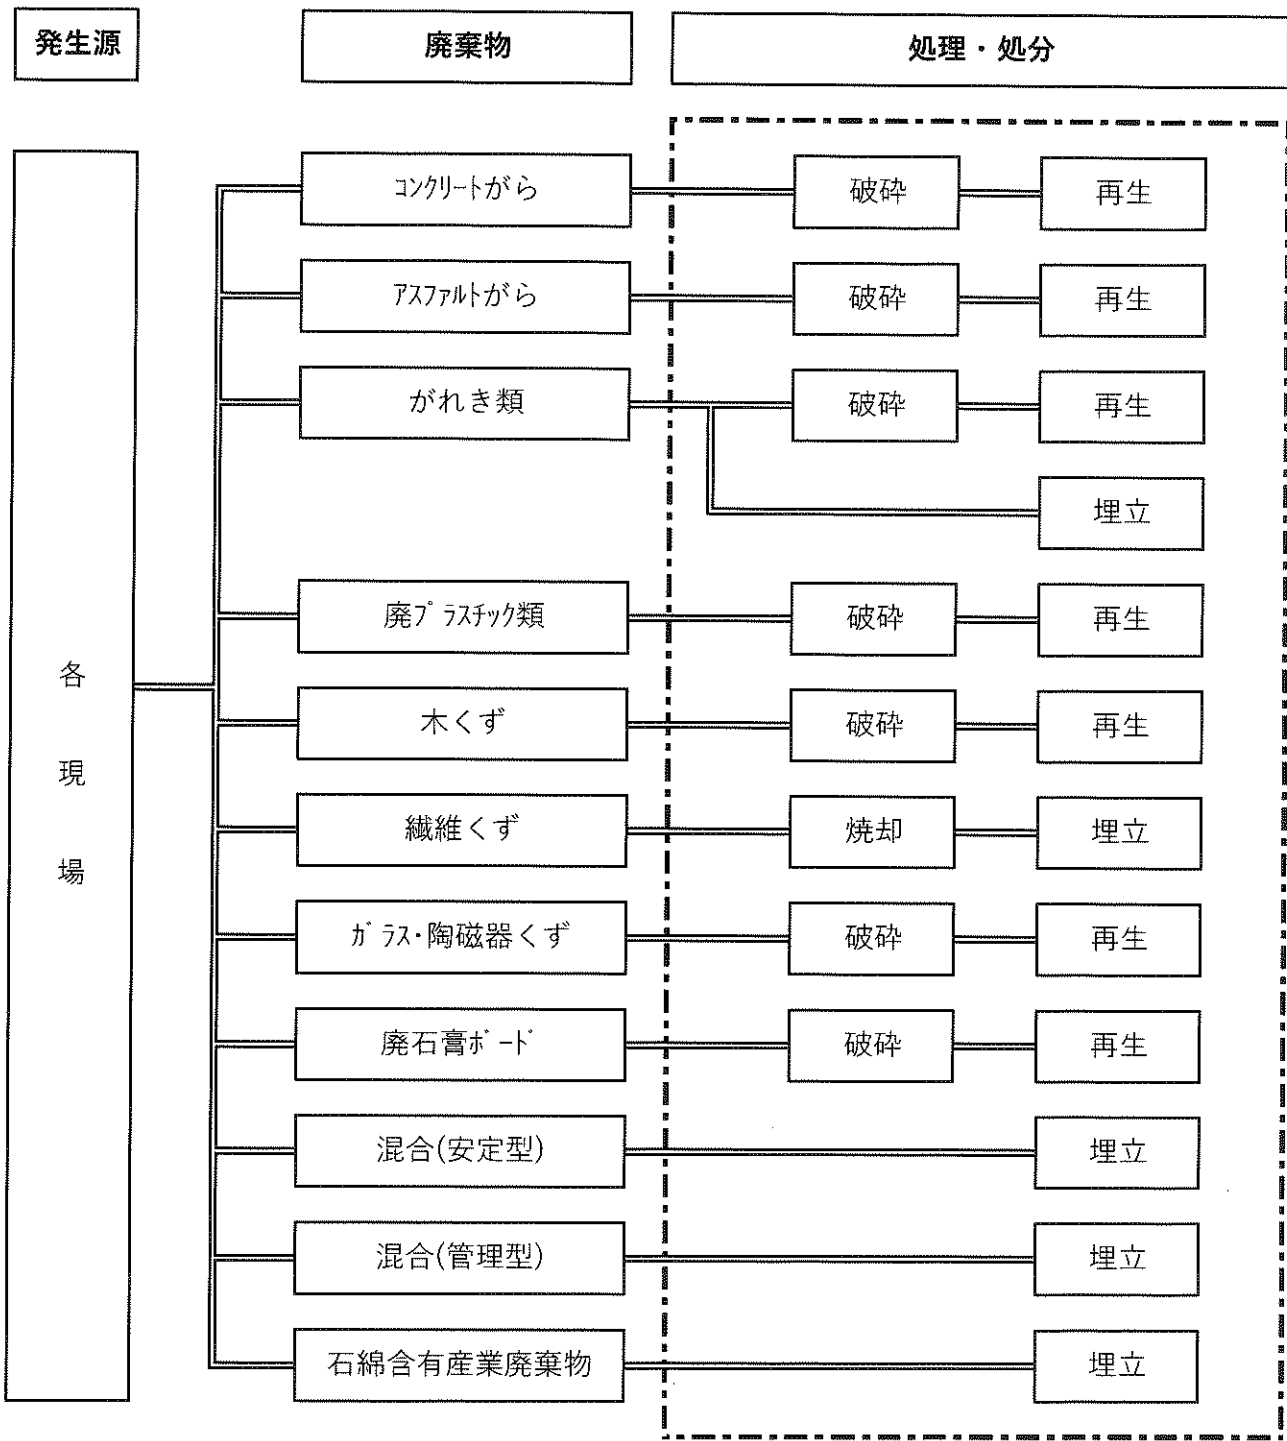 発生源
廃棄物
処理・処分
各現場
コンクリートがら
破砕
再生
アスファルトがら
破砕
再生
がれき類
破砕
再生
埋立
廃プラスチック類
破砕
再生
木くず
破砕
再生
繊維くず
焼却
埋立
ガラス・陶磁器くず
破砕
再生
廃石膏ボード
破砕
再生
混合(安定型)
埋立
混合(管理型)
埋立
石綿含有産業廃棄物
埋立